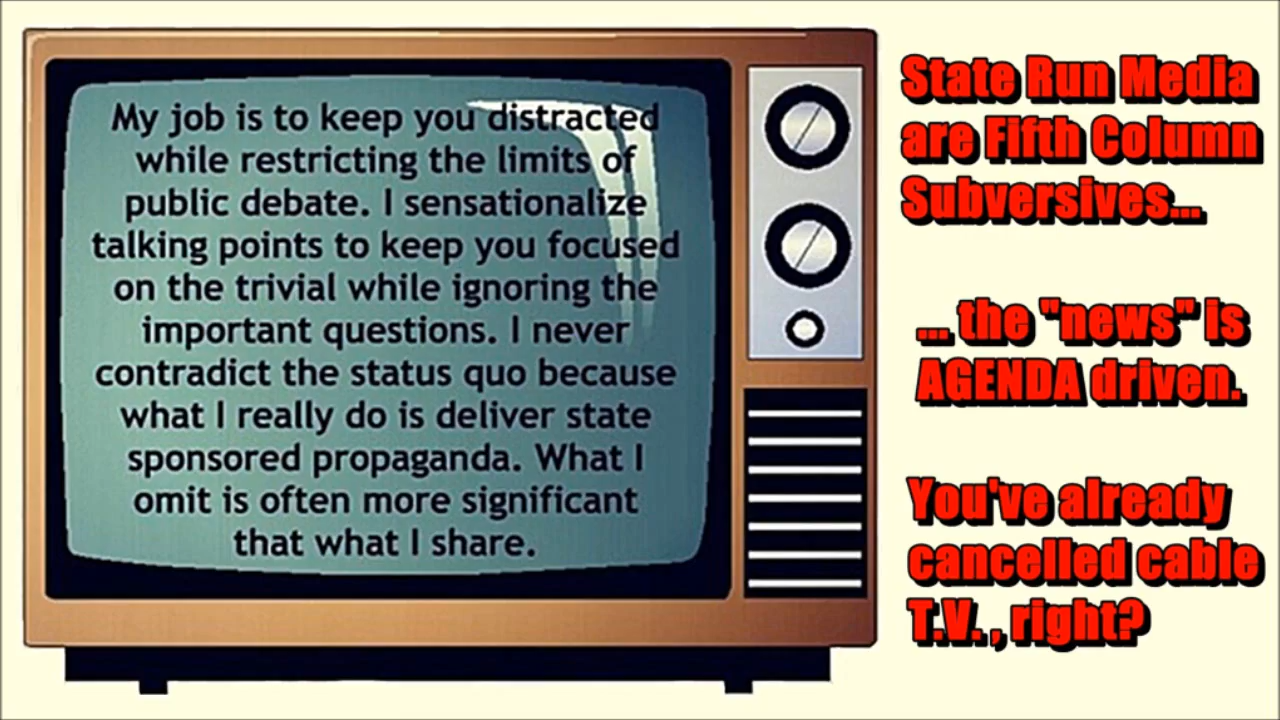 My job is to keep you distracted
while restricting the limits of
public debate. I sensationalize
talking points to keep you focused
on the trivial while ignoring the
important questions. I never
contradict the status quo because
what I really do is deliver state
sponsored propaganda. What I
omit is often more significant
that what I share.
State Run Media
are Fifth Column
Subversives...
... the "news" is
AGENDA driven.
You've already
cancelled cable
T.V. , right?